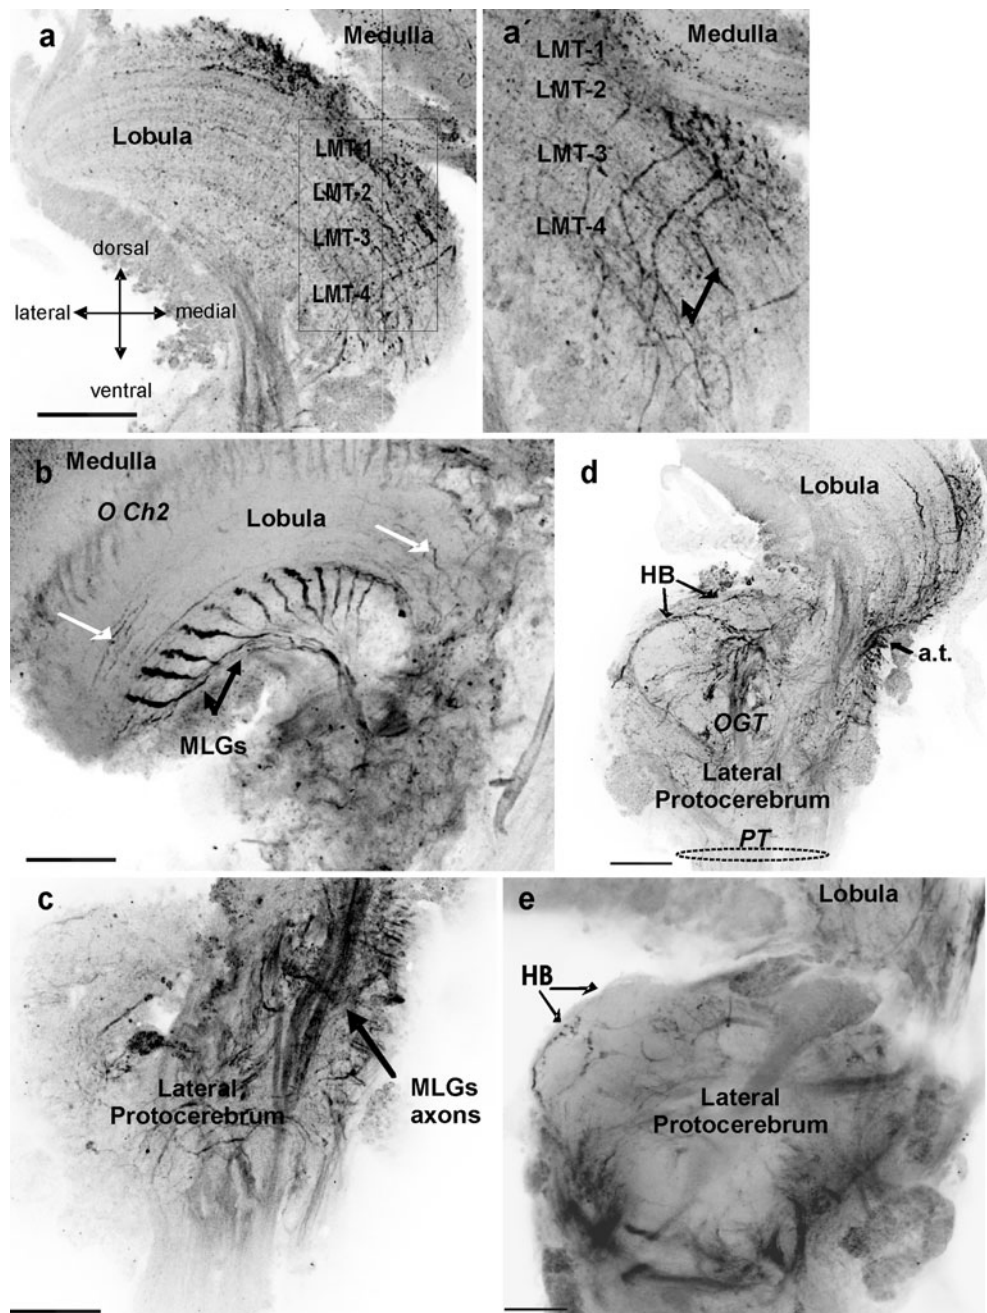 a
Medulla
Lobula
LMT-1
LMT-2
LMT-3
LMT-4
dorsal
lateral
medial
ventral
a
Medulla
LMT-1
LMT-2
LMT-3
LMT-4
b
Medulla
O Ch2
Lobula
MLGs
d
Lobula
HB
a.t.
OGT
Lateral
Protocerebrum
PT
c
Lateral
Protocerebrum
MLGs
axons
e
Lobula
HB
Lateral
Protocerebrum